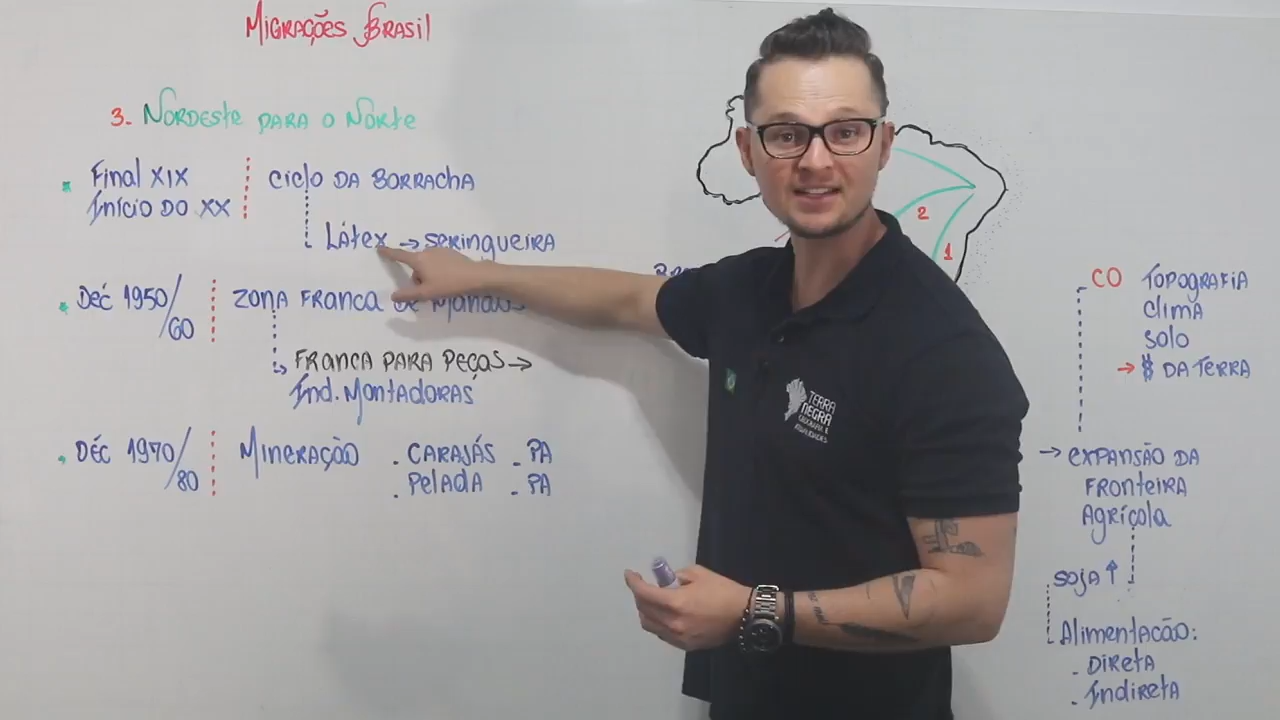 Migrações Brasil
3. Nordeste para o Norte
Final XIX
Início do XX
Ciclo da Borracha
Látex → seringueira
Déc 1950/60
Zona Franca de Manaus
Franca para peças →
Ind. Montadoras
Déc 1970/80
Mineração
. Carajás - PA
. Pelada - PA
2
1
TERRA
NEGRA
CO
Topografia
Clima
Solo
→ $ da terra
→ expansão da
Fronteira
Agrícola
Soja ↑
Alimentacão:
. Direta
. Indireta